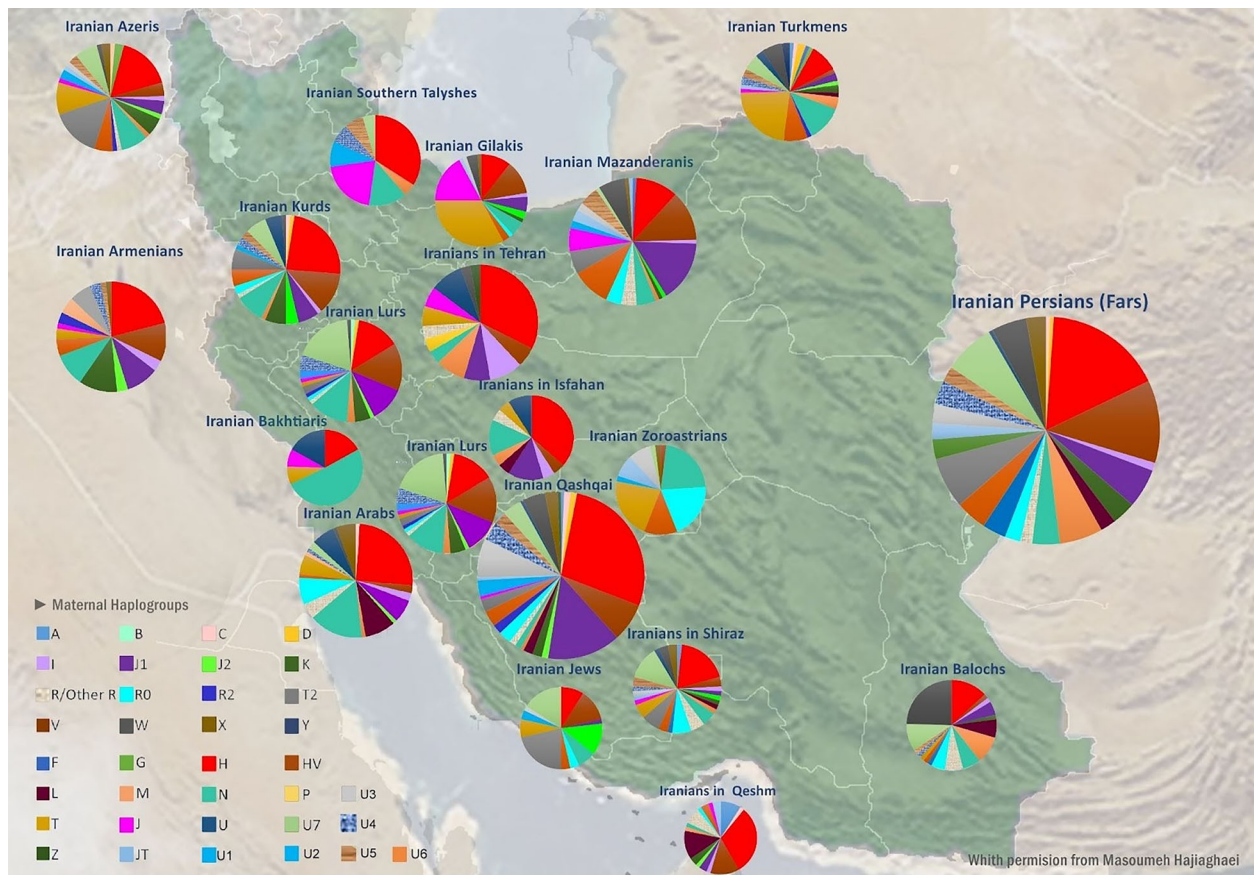 Iranian Azeris
Iranian Turkmens
Iranian Southern Talyshes
Iranian Gilakis
Iranian Mazanderanis
Iranian Kurds
Iranian Armenians
Iranians in Tehran
Iranian Persians (Fars)
Iranian Lurs
Iranians in Isfahan
Iranian Bakhtiaris
Iranian Zoroastrians
Iranian Lurs
Iranian Qashqai
Iranian Arabs
Iranians in Shiraz
Iranian Jews
Iranian Balochs
Iranians in Qeshm
Maternal Haplogroups
A B C D
I J1 J2 K
R/Other R R0 R2 T2
V W X Y
F G H HV
L M N P U3
T J U U7 U4
Z JT U1 U2 U5 U6
Whith permision from Masoumeh Hajiaghaei